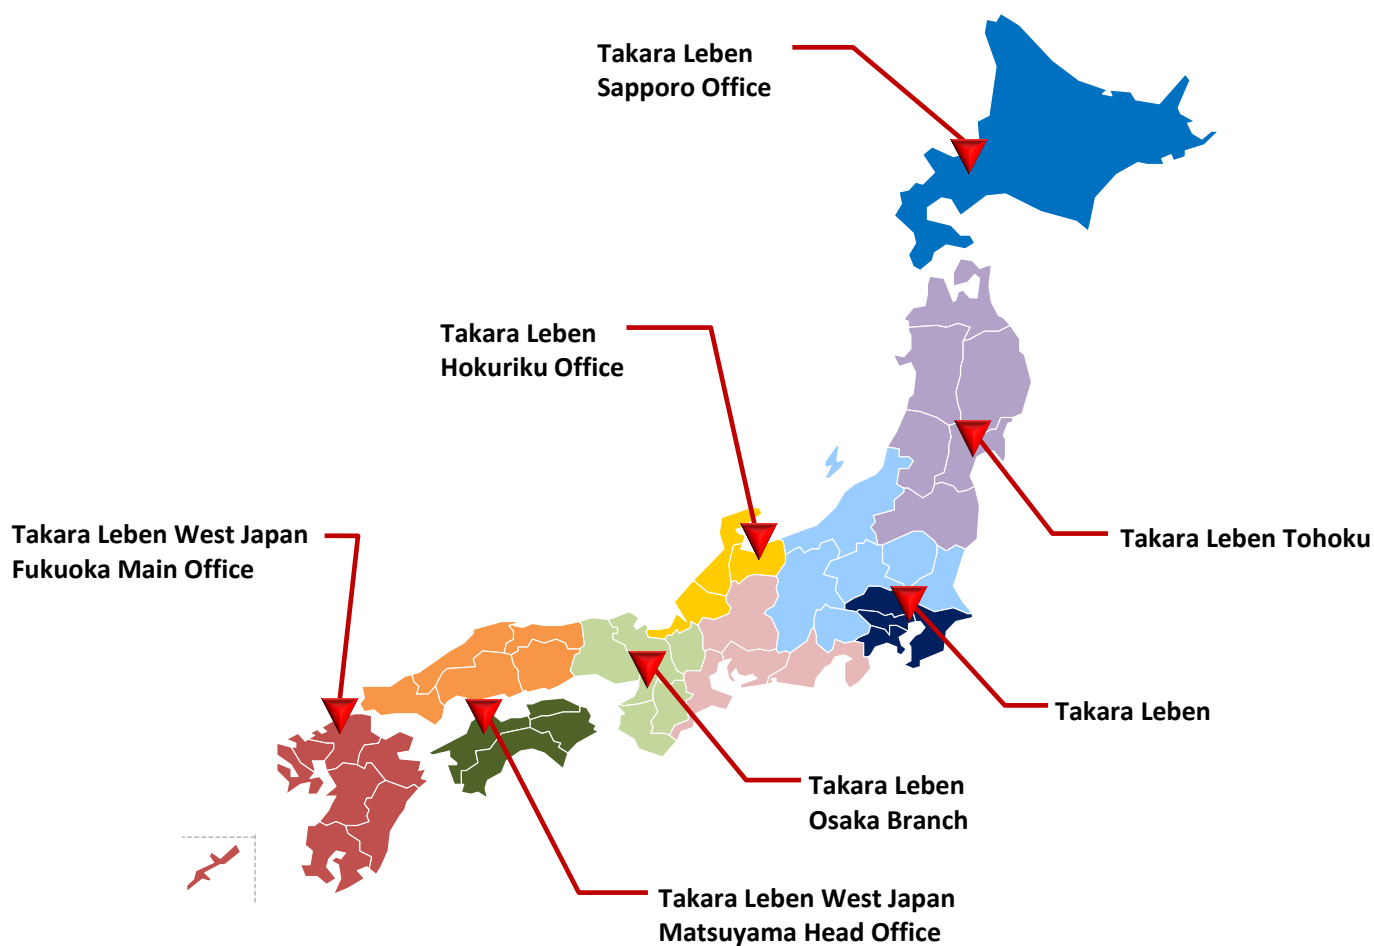 Takara Leben
Sapporo Office
Takara Leben
Hokuriku Office
Takara Leben West Japan
Fukuoka Main Office
Takara Leben Tohoku
Takara Leben
Takara Leben
Osaka Branch
Takara Leben West Japan
Matsuyama Head Office